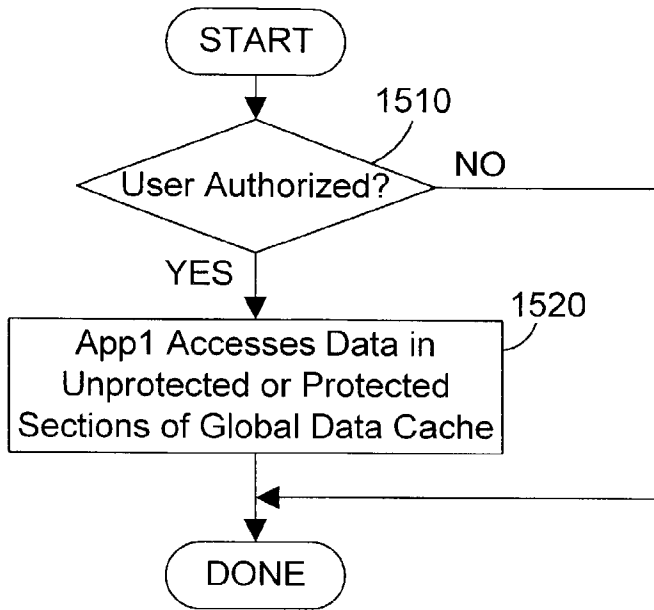 START
1510
User Authorized?
NO
YES
1520
App1 Accesses Data in
Unprotected or Protected
Sections of Global Data Cache
DONE